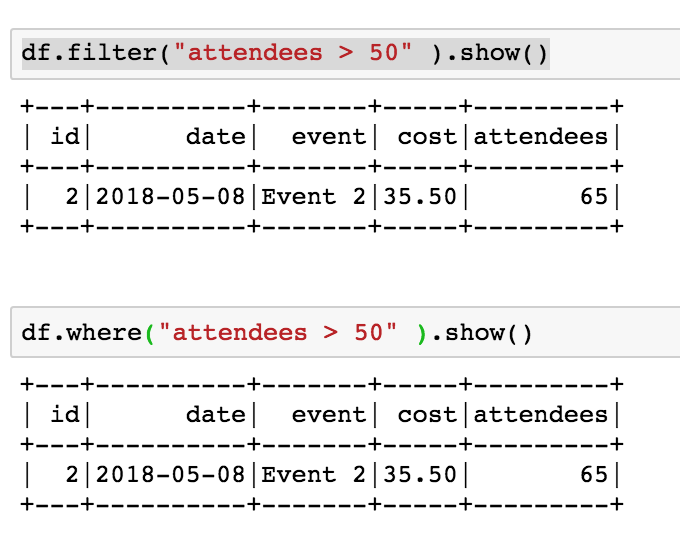 df.filter("attendees > 50" ).show()
+---+----------+-------+-----+---------+
| id|      date|  event| cost|attendees|
+---+----------+-------+-----+---------+
|  2|2018-05-08|Event 2|35.50|       65|
+---+----------+-------+-----+---------+
df.where("attendees > 50" ).show()
+---+----------+-------+-----+---------+
| id|      date|  event| cost|attendees|
+---+----------+-------+-----+---------+
|  2|2018-05-08|Event 2|35.50|       65|
+---+----------+-------+-----+---------+